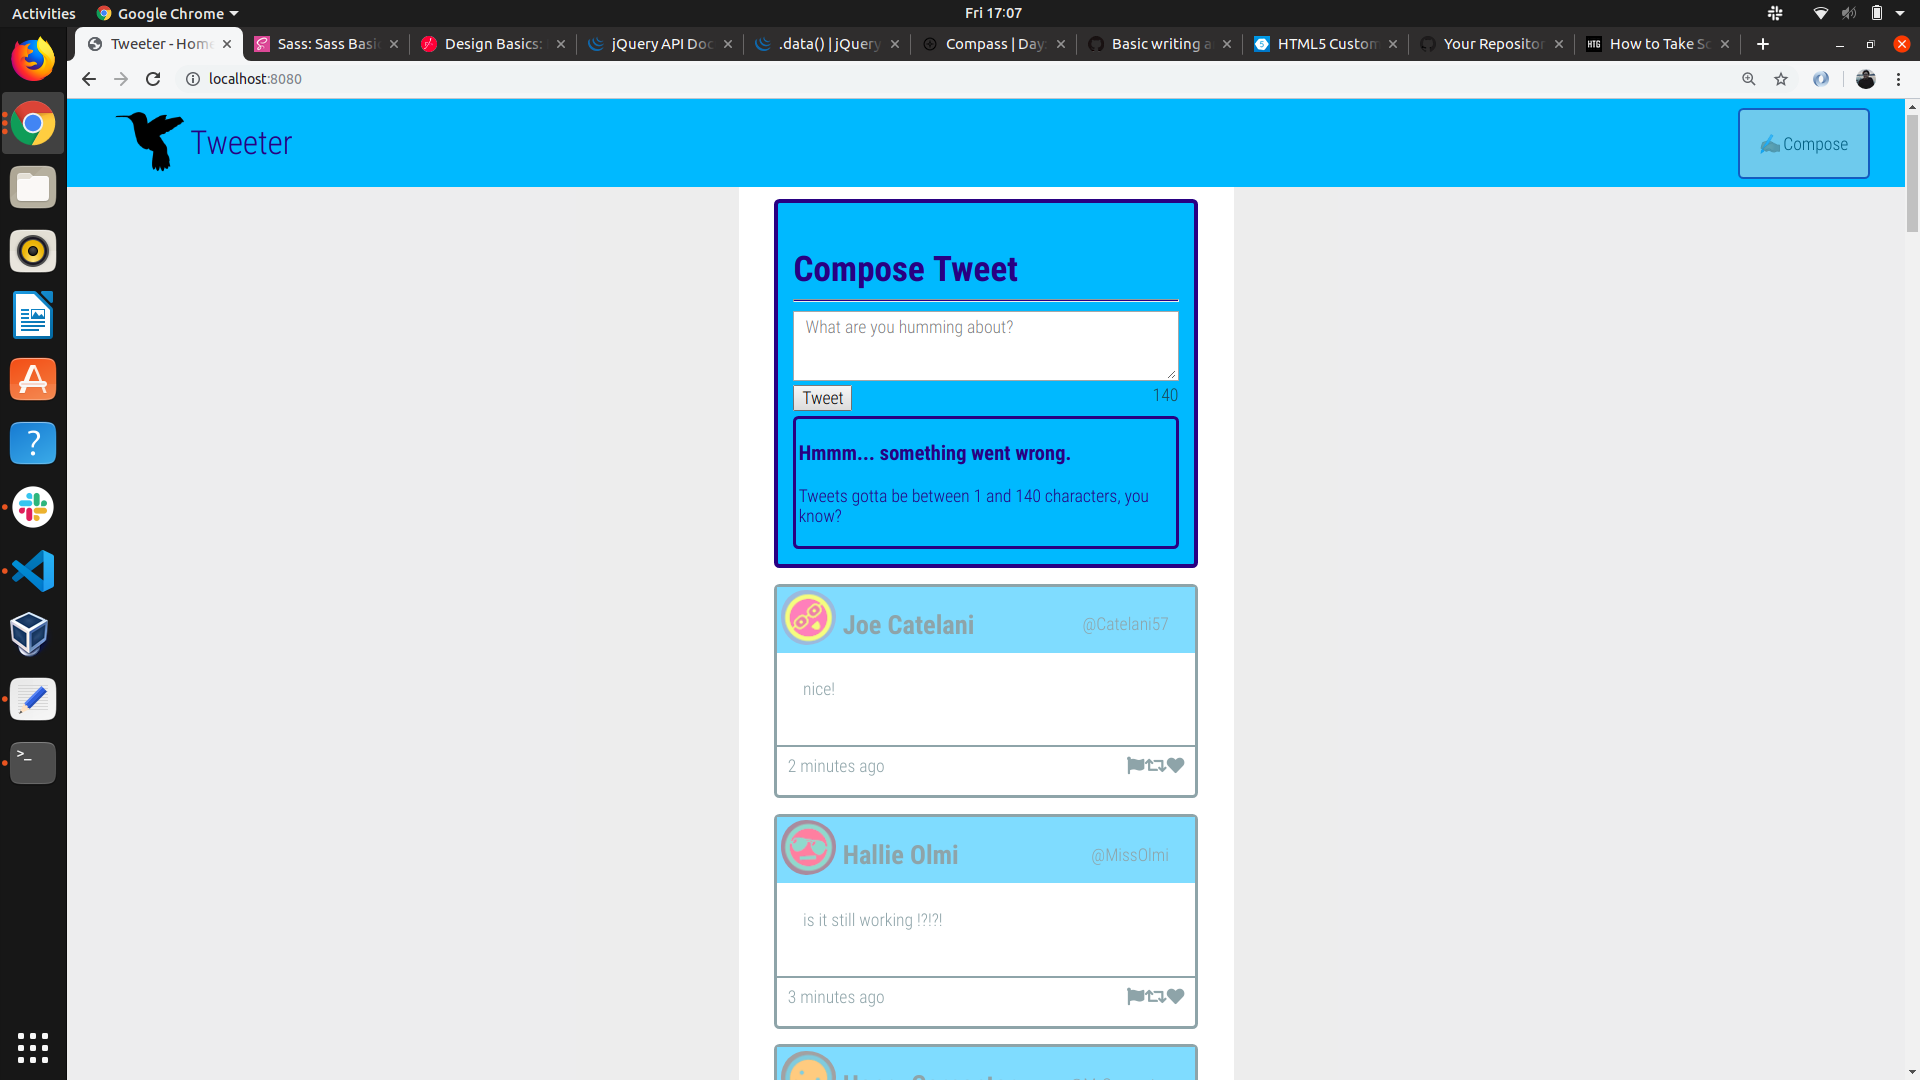 Activities
Google Chrome
Fri 17:07
Tweeter - Hom
Sass: Sass Basi
Design Basics:
jQuery API Doc
.data() | jQuery
Compass | Day
Basic writing a
HTG
HTML5 Custom
Your Repositor
How to Take Sc
localhost:8080
Tweeter
Compose
Compose Tweet
What are you humming about?
Tweet
140
Hmmm... something went wrong.
Tweets gotta be between 1 and 140 characters, you
know?
Joe Catelani
@Catelani57
nice!
2 minutes ago
Hallie Olmi
@MissOlmi
is it still working !?!?!
3 minutes ago